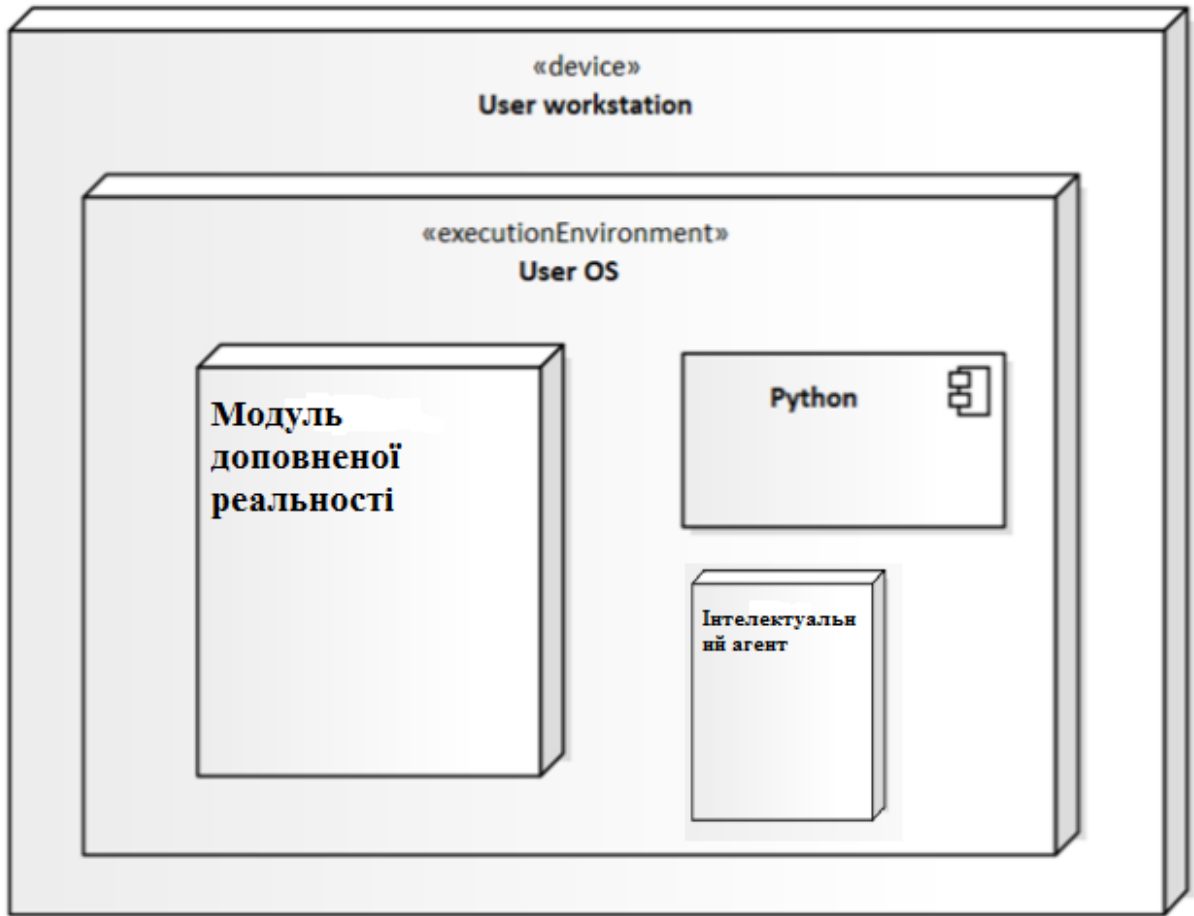 «device»
User workstation
«executionEnvironment»
User OS
Модуль
доповненої
реальності
Python
Інтелектуальн
ий агент